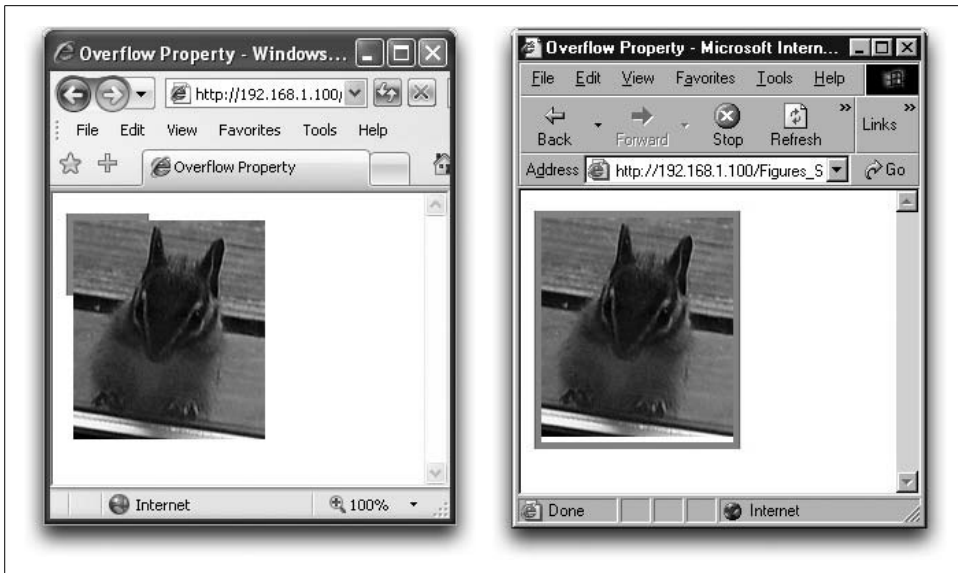 Overflow Property - Windows...
http://192.168.1.100/
File Edit View Favorites Tools Help
Overflow Property
Internet 100%
Overflow Property - Microsoft Intern...
File Edit View Favorites Tools Help
Back Forward Stop Refresh » Links »
Address http://192.168.1.100/Figures_S Go
Done Internet